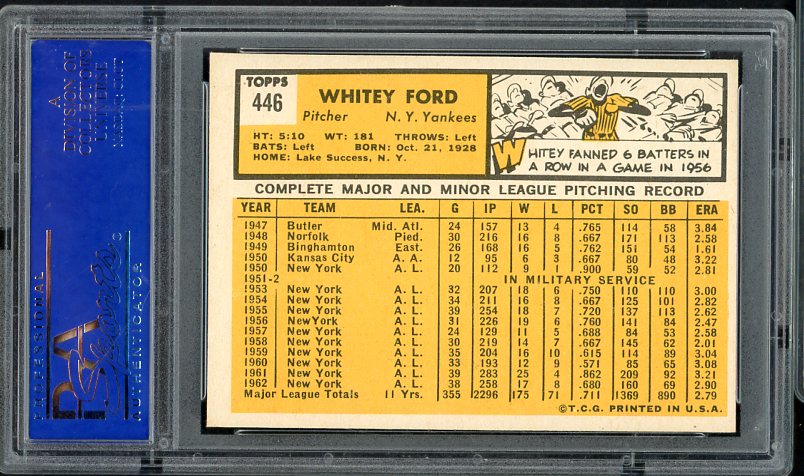 A
DIVISION OF
COLLECTORS
UNIVERSE
NASDAQ: CLCT
PSA
Sports
PROFESSIONAL
AUTHENTICATOR
TOPPS
446
WHITEY FORD
Pitcher N. Y. Yankees
HT: 5:10 WT: 181 THROWS: Left
BATS: Left BORN: Oct. 21, 1928
HOME: Lake Success, N. Y.
WHITEY FANNED 6 BATTERS IN
A ROW IN A GAME IN 1956
COMPLETE MAJOR AND MINOR LEAGUE PITCHING RECORD
YEAR TEAM LEA. G IP W L PCT SO BB ERA
1947 Butler Mid. Atl. 24 157 13 4 .765 114 58 3.84
1948 Norfolk Pied. 30 216 16 8 .667 171 113 2.58
1949 Binghamton East. 26 168 16 5 .762 151 54 1.61
1950 Kansas City A. A. 12 95 6 3 .667 80 48 3.22
1950 New York A. L. 20 112 9 1 .900 59 52 2.81
1951-2 IN MILITARY SERVICE
1953 New York A. L. 32 207 18 6 .750 110 110 3.00
1954 New York A. L. 34 211 16 8 .667 125 101 2.82
1955 New York A. L. 39 254 18 7 .720 137 113 2.62
1956 NewYork A. L. 31 226 19 6 .760 141 84 2.47
1957 New York A. L. 24 129 11 5 .688 84 53 2.58
1958 New York A. L. 30 219 14 7 .667 145 62 2.01
1959 New York A. L. 35 204 16 10 .615 114 89 3.04
1960 New York A. L. 33 193 12 9 .571 85 65 3.08
1961 New York A. L. 39 283 25 4 .862 209 92 3.21
1962 New York A. L. 38 258 17 8 .680 160 69 2.90
Major League Totals 11 Yrs. 355 2296 175 71 .711 1369 890 2.79
©T.C.G. PRINTED IN U.S.A.